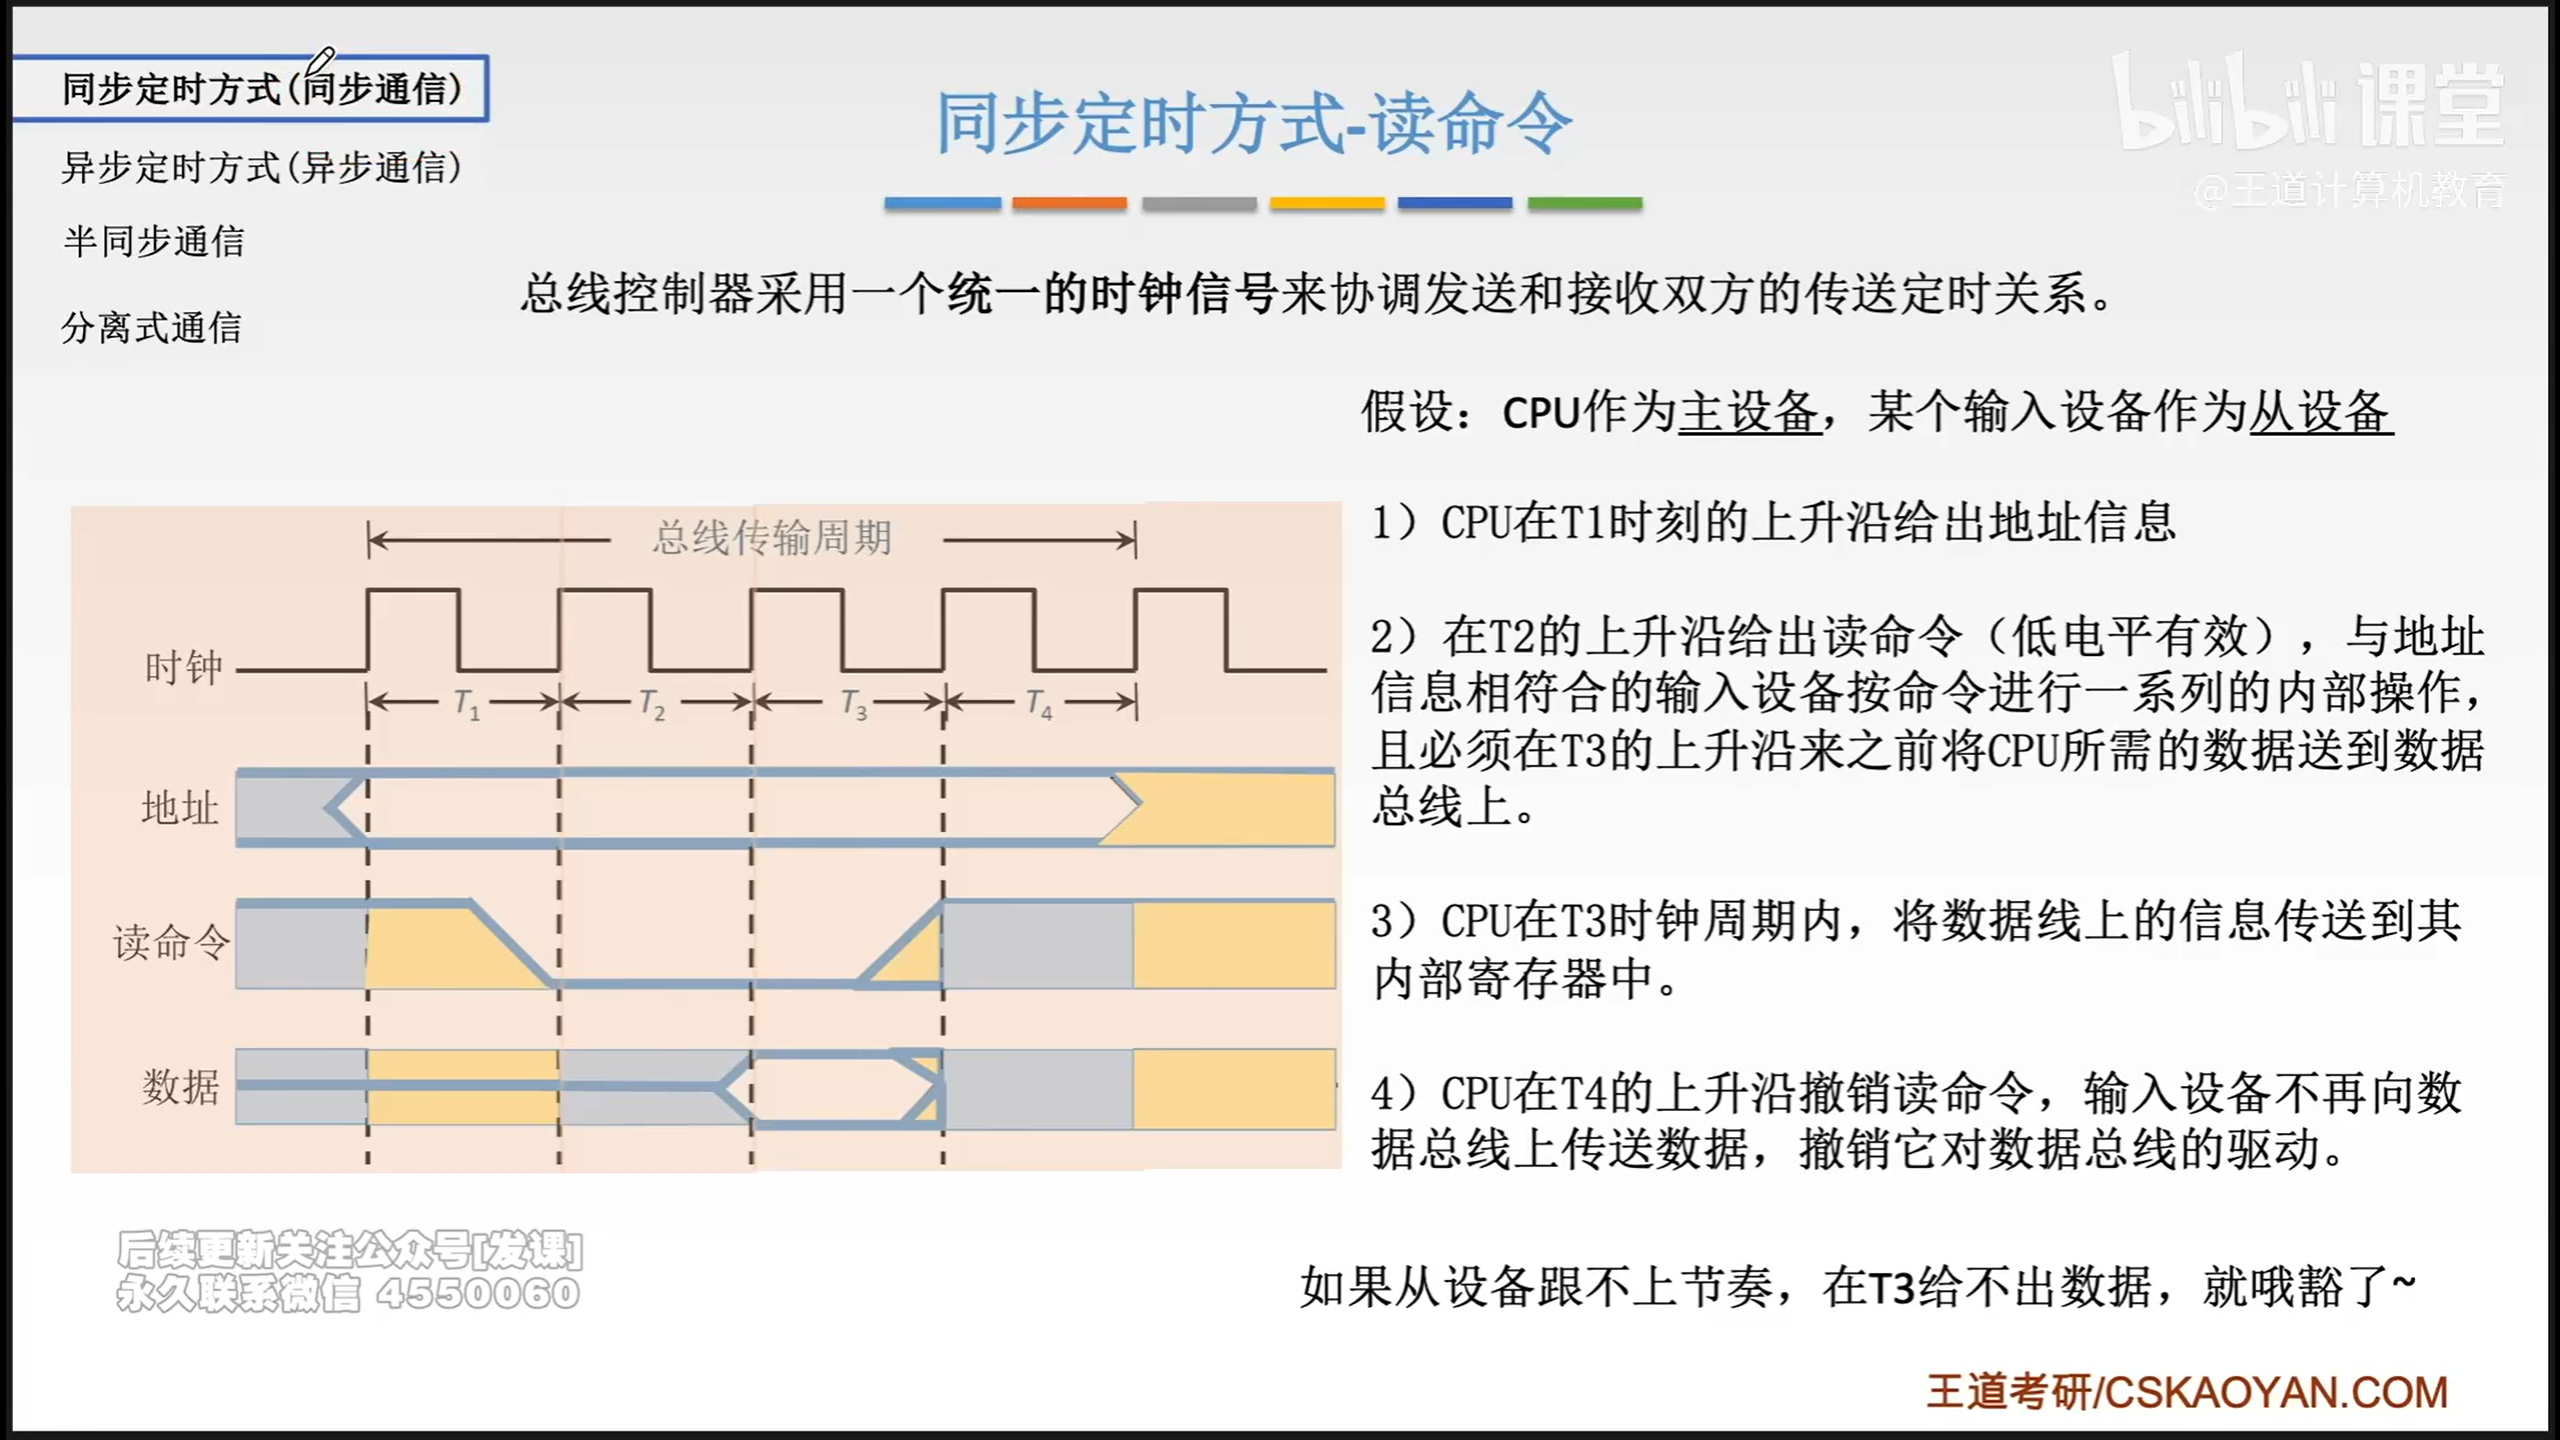 同步定时方式(同步通信)
异步定时方式(异步通信)
半同步通信
分离式通信
同步定时方式-读命令
bilibili 课堂
@王道计算机教育
总线控制器采用一个统一的时钟信号来协调发送和接收双方的传送定时关系。
假设：CPU作为主设备，某个输入设备作为从设备
总线传输周期
时钟
T1 T2 T3 T4
地址
读命令
数据
1）CPU在T1时刻的上升沿给出地址信息
2）在T2的上升沿给出读命令（低电平有效），与地址
信息相符合的输入设备按命令进行一系列的内部操作，
且必须在T3的上升沿来之前将CPU所需的数据送到数据
总线上。
3）CPU在T3时钟周期内，将数据线上的信息传送到其
内部寄存器中。
4）CPU在T4的上升沿撤销读命令，输入设备不再向数
据总线上传送数据，撤销它对数据总线的驱动。
后续更新关注公众号[发课]
永久联系微信 4550060
如果从设备跟不上节奏，在T3给不出数据，就哦豁了~
王道考研/CSKAOYAN.COM